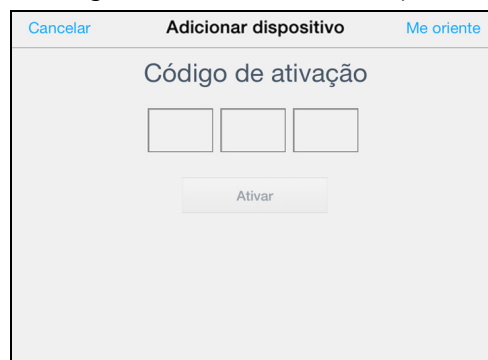 Cancelar Adicionar dispositivo Me oriente
Código de ativação
Ativar